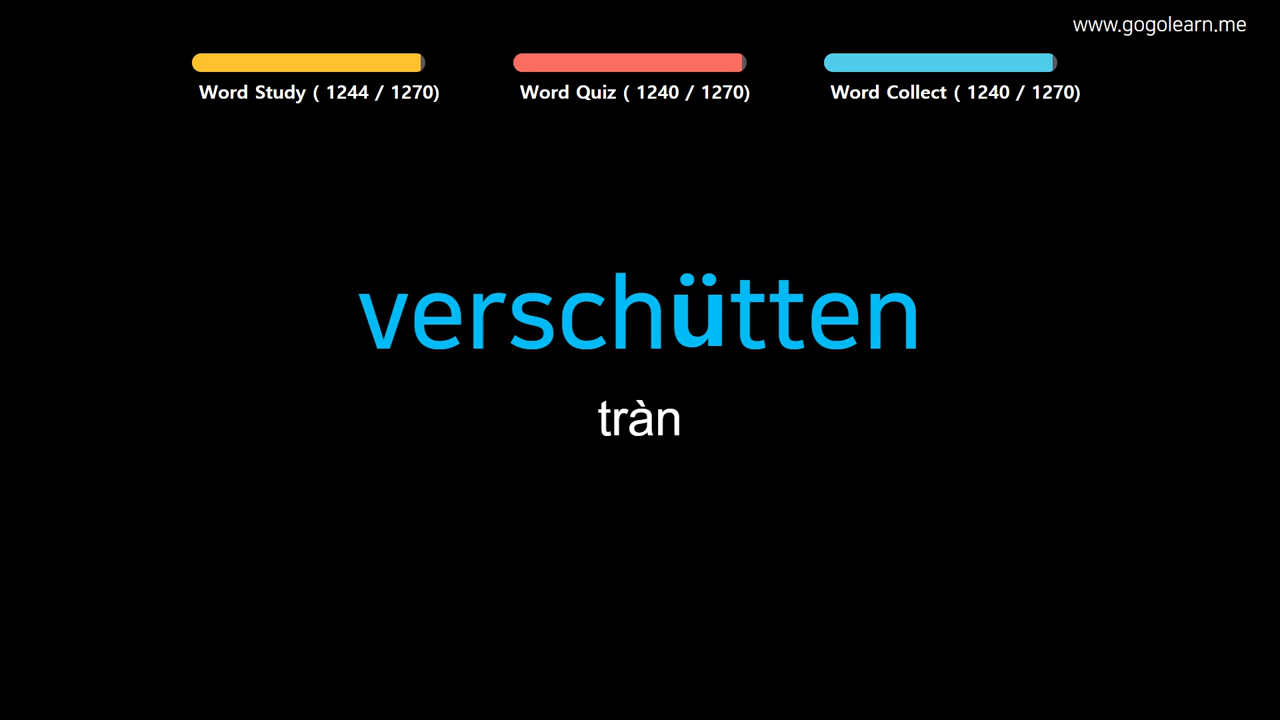 www.gogolearn.me
Word Study ( 1244 / 1270)
Word Quiz ( 1240 / 1270)
Word Collect ( 1240 / 1270)
verschütten
tràn